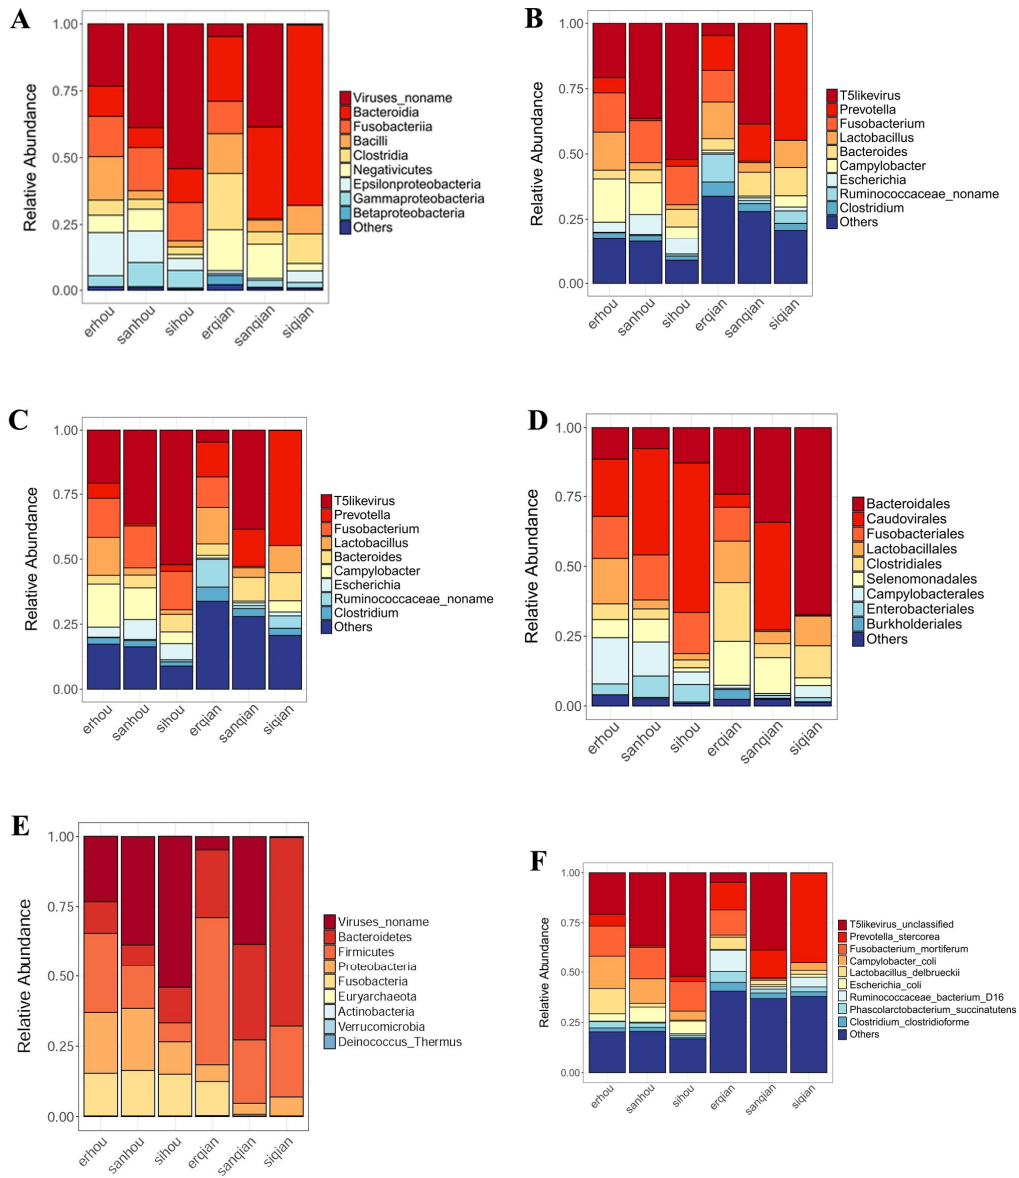 A
Relative Abundance
1.00
0.75
0.50
0.25
0.00
erhou
sanhou
sihou
erqian
sanqian
siqian
Viruses_noname
Bacteroidia
Fusobacteriia
Bacilli
Clostridia
Negativicutes
Epsilonproteobacteria
Gammaproteobacteria
Betaproteobacteria
Others
B
Relative Abundance
1.00
0.75
0.50
0.25
0.00
erhou
sanhou
sihou
erqian
sanqian
siqian
T5likevirus
Prevotella
Fusobacterium
Lactobacillus
Bacteroides
Campylobacter
Escherichia
Ruminococcaceae_noname
Clostridium
Others
C
Relative Abundance
1.00
0.75
0.50
0.25
0.00
erhou
sanhou
sihou
erqian
sanqian
siqian
T5likevirus
Prevotella
Fusobacterium
Lactobacillus
Bacteroides
Campylobacter
Escherichia
Ruminococcaceae_noname
Clostridium
Others
D
Relative Abundance
1.00
0.75
0.50
0.25
0.00
erhou
sanhou
sihou
erqian
sanqian
siqian
Bacteroidales
Caudovirales
Fusobacteriales
Lactobacillales
Clostridiales
Selenomonadales
Campylobacterales
Enterobacteriales
Burkholderiales
Others
E
Relative Abundance
1.00
0.75
0.50
0.25
0.00
erhou
sanhou
sihou
erqian
sanqian
siqian
Viruses_noname
Bacteroidetes
Firmicutes
Proteobacteria
Fusobacteria
Euryarchaeota
Actinobacteria
Verrucomicrobia
Deinococcus_Thermus
F
Relative Abundance
1.00
0.75
0.50
0.25
0.00
erhou
sanhou
sihou
erqian
sanqian
siqian
T5likevirus_unclassified
Prevotella_stercorea
Fusobacterium_mortiferum
Campylobacter_coli
Lactobacillus_delbrueckii
Escherichia_coli
Ruminococcaceae_bacterium_D16
Phascolarctobacterium_succinatutens
Clostridium_clostridioforme
Others